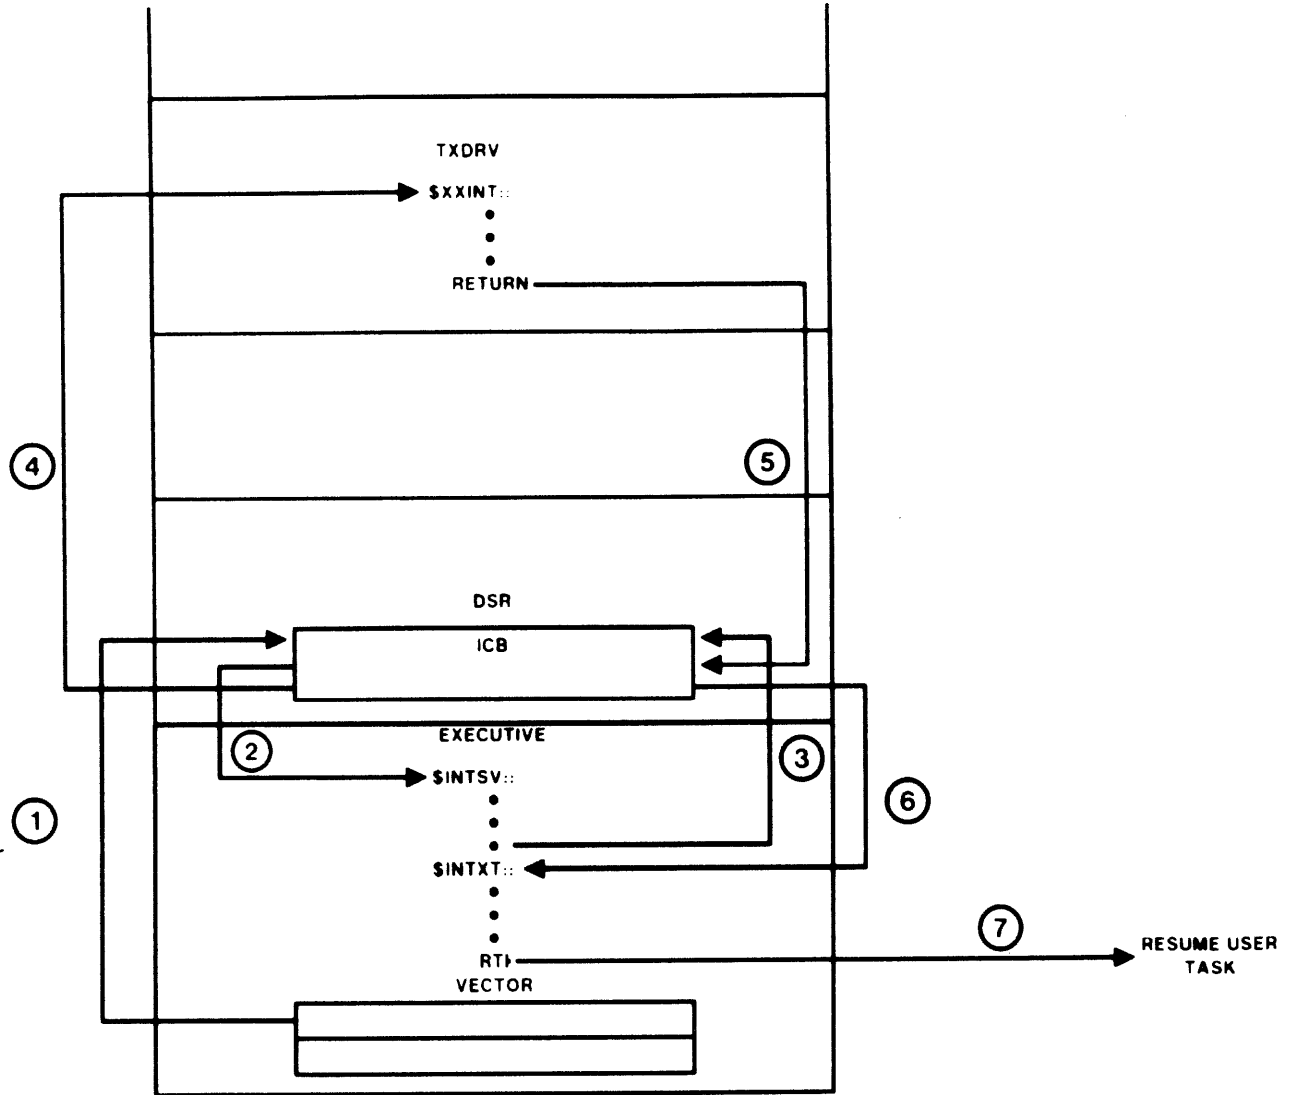 TXDRV
$XXINT::
RETURN
4
5
DSR
ICB
EXECUTIVE
2
$INTSV::
3
6
1
$INTXT::
7
RTI
RESUME USER
TASK
VECTOR